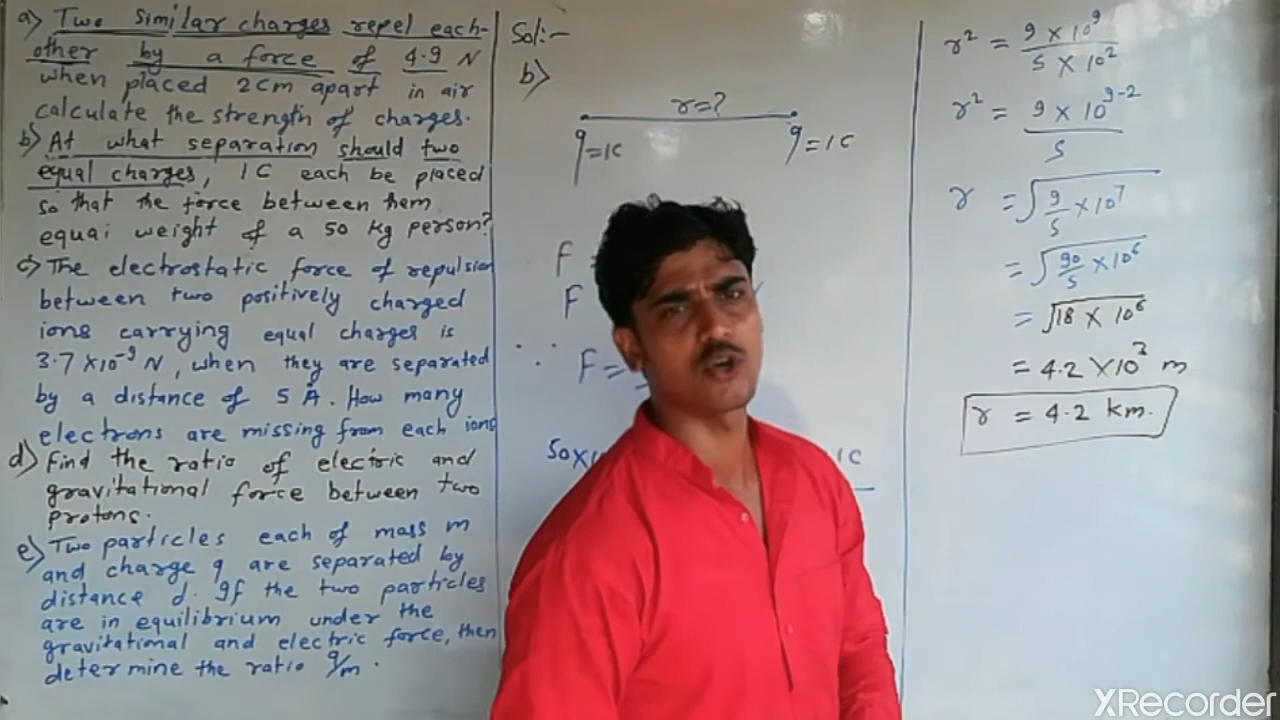 a) Two similar charges repel each-
other by a force of 4.9 N
when placed 2cm apart in air
calculate the strength of charges.
b) At what separation should two
equal charges, 1C each be placed
so that the force between them
equai weight of a 50 kg person?
c) The electrostatic force of repulsion
between two positively charged
ions carrying equal charges is
3.7 x10⁻⁹ N, when they are separated
by a distance of 5 Å. How many
electrons are missing from each ions
d) Find the ratio of electric and
gravitational force between two
protons.
e) Two particles each of mass m
and charge q are separated by
distance d. If the two particles
are in equilibrium under the
gravitational and electric force, then
determine the ratio q/m.
Sol:-
b)
r=?
q=1C q=1C
F
F
∴ F=
50x 1C
r² = 9 x 10⁹ / 5 x 10²
r² = 9 x 10⁹⁻² / 5
r = √9/5 x 10⁷
= √90/5 x 10⁶
= √18 x 10⁶
= 4.2 x 10³ m
r = 4.2 km.
XRecorder